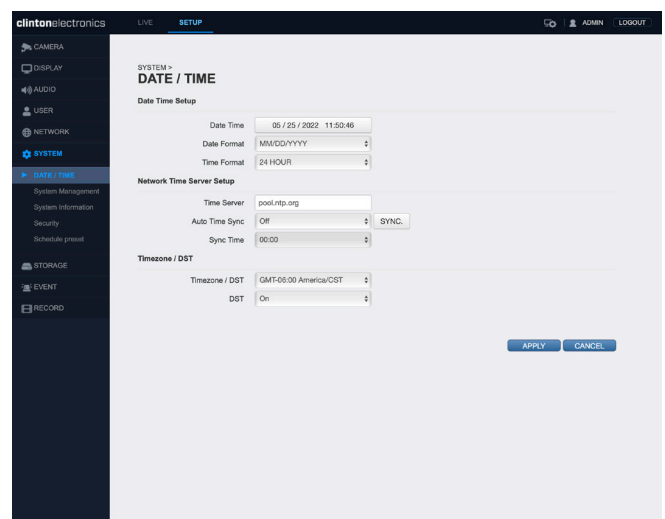 clintonelectronics LIVE SETUP ADMIN LOGOUT
CAMERA
DISPLAY
AUDIO
USER
NETWORK
SYSTEM
DATE / TIME
System Management
System Information
Security
Schedule preset
STORAGE
EVENT
RECORD
SYSTEM >
DATE / TIME
Date Time Setup
Date Time 05 / 25 / 2022 11:50:46
Date Format MM/DD/YYYY
Time Format 24 HOUR
Network Time Server Setup
Time Server pool.ntp.org
Auto Time Sync Off SYNC.
Sync Time 00:00
Timezone / DST
Timezone / DST GMT-06:00 America/CST
DST On
APPLY CANCEL